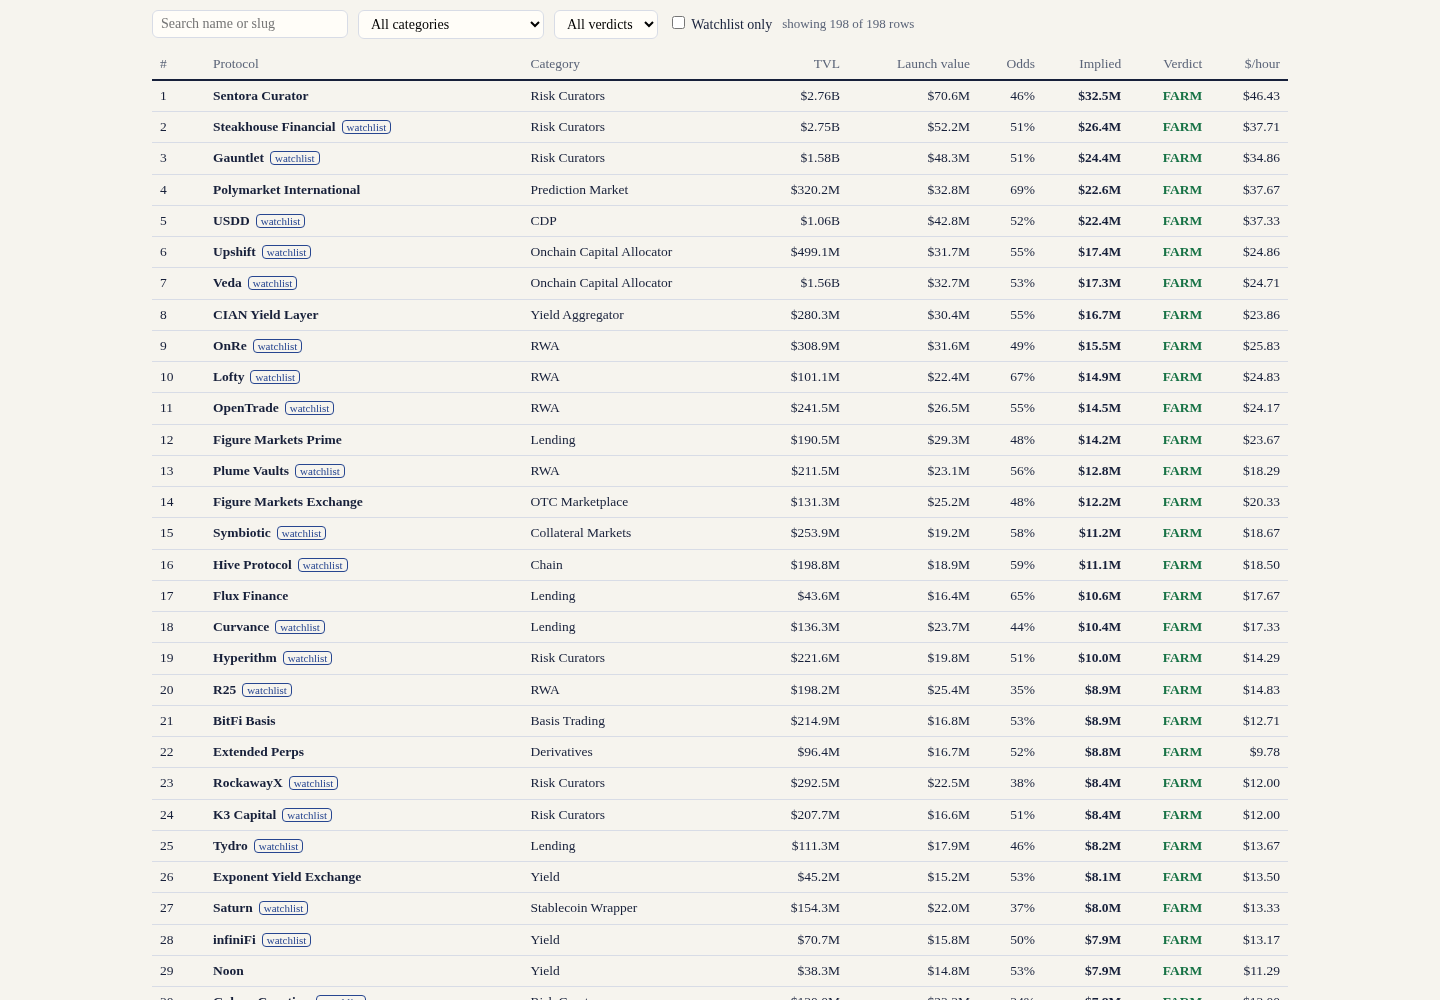 Search name or slug All categories All verdicts Watchlist only showing 198 of 198 rows
# Protocol Category TVL Launch value Odds Implied Verdict $/hour
1 Sentora Curator Risk Curators $2.76B $70.6M 46% $32.5M FARM $46.43
2 Steakhouse Financial watchlist Risk Curators $2.75B $52.2M 51% $26.4M FARM $37.71
3 Gauntlet watchlist Risk Curators $1.58B $48.3M 51% $24.4M FARM $34.86
4 Polymarket International Prediction Market $320.2M $32.8M 69% $22.6M FARM $37.67
5 USDD watchlist CDP $1.06B $42.8M 52% $22.4M FARM $37.33
6 Upshift watchlist Onchain Capital Allocator $499.1M $31.7M 55% $17.4M FARM $24.86
7 Veda watchlist Onchain Capital Allocator $1.56B $32.7M 53% $17.3M FARM $24.71
8 CIAN Yield Layer Yield Aggregator $280.3M $30.4M 55% $16.7M FARM $23.86
9 OnRe watchlist RWA $308.9M $31.6M 49% $15.5M FARM $25.83
10 Lofty watchlist RWA $101.1M $22.4M 67% $14.9M FARM $24.83
11 OpenTrade watchlist RWA $241.5M $26.5M 55% $14.5M FARM $24.17
12 Figure Markets Prime Lending $190.5M $29.3M 48% $14.2M FARM $23.67
13 Plume Vaults watchlist RWA $211.5M $23.1M 56% $12.8M FARM $18.29
14 Figure Markets Exchange OTC Marketplace $131.3M $25.2M 48% $12.2M FARM $20.33
15 Symbiotic watchlist Collateral Markets $253.9M $19.2M 58% $11.2M FARM $18.67
16 Hive Protocol watchlist Chain $198.8M $18.9M 59% $11.1M FARM $18.50
17 Flux Finance Lending $43.6M $16.4M 65% $10.6M FARM $17.67
18 Curvance watchlist Lending $136.3M $23.7M 44% $10.4M FARM $17.33
19 Hyperithm watchlist Risk Curators $221.6M $19.8M 51% $10.0M FARM $14.29
20 R25 watchlist RWA $198.2M $25.4M 35% $8.9M FARM $14.83
21 BitFi Basis Basis Trading $214.9M $16.8M 53% $8.9M FARM $12.71
22 Extended Perps Derivatives $96.4M $16.7M 52% $8.8M FARM $9.78
23 RockawayX watchlist Risk Curators $292.5M $22.5M 38% $8.4M FARM $12.00
24 K3 Capital watchlist Risk Curators $207.7M $16.6M 51% $8.4M FARM $12.00
25 Tydro watchlist Lending $111.3M $17.9M 46% $8.2M FARM $13.67
26 Exponent Yield Exchange Yield $45.2M $15.2M 53% $8.1M FARM $13.50
27 Saturn watchlist Stablecoin Wrapper $154.3M $22.0M 37% $8.0M FARM $13.33
28 infiniFi watchlist Yield $70.7M $15.8M 50% $7.9M FARM $13.17
29 Noon Yield $38.3M $14.8M 53% $7.9M FARM $11.29